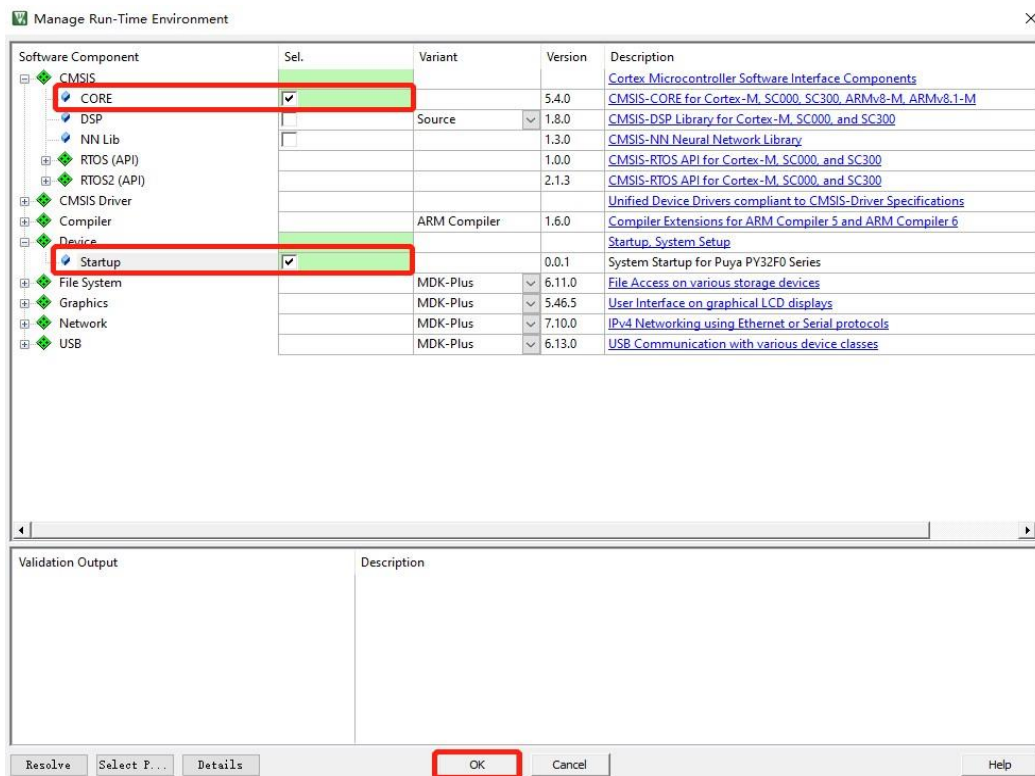 Manage Run-Time Environment
Software Component Sel. Variant Version Description
CMSIS Cortex Microcontroller Software Interface Components
CORE 5.4.0 CMSIS-CORE for Cortex-M, SC000, SC300, ARMv8-M, ARMv8.1-M
DSP Source 1.8.0 CMSIS-DSP Library for Cortex-M, SC000, and SC300
NN Lib 1.3.0 CMSIS-NN Neural Network Library
RTOS (API) 1.0.0 CMSIS-RTOS API for Cortex-M, SC000, and SC300
RTOS2 (API) 2.1.3 CMSIS-RTOS API for Cortex-M, SC000, and SC300
CMSIS Driver Unified Device Drivers compliant to CMSIS-Driver Specifications
Compiler ARM Compiler 1.6.0 Compiler Extensions for ARM Compiler 5 and ARM Compiler 6
Device Startup, System Setup
Startup 0.0.1 System Startup for Puya PY32F0 Series
File System MDK-Plus 6.11.0 File Access on various storage devices
Graphics MDK-Plus 5.46.5 User Interface on graphical LCD displays
Network MDK-Plus 7.10.0 IPv4 Networking using Ethernet or Serial protocols
USB MDK-Plus 6.13.0 USB Communication with various device classes
Validation Output Description
Resolve Select P... Details OK Cancel Help